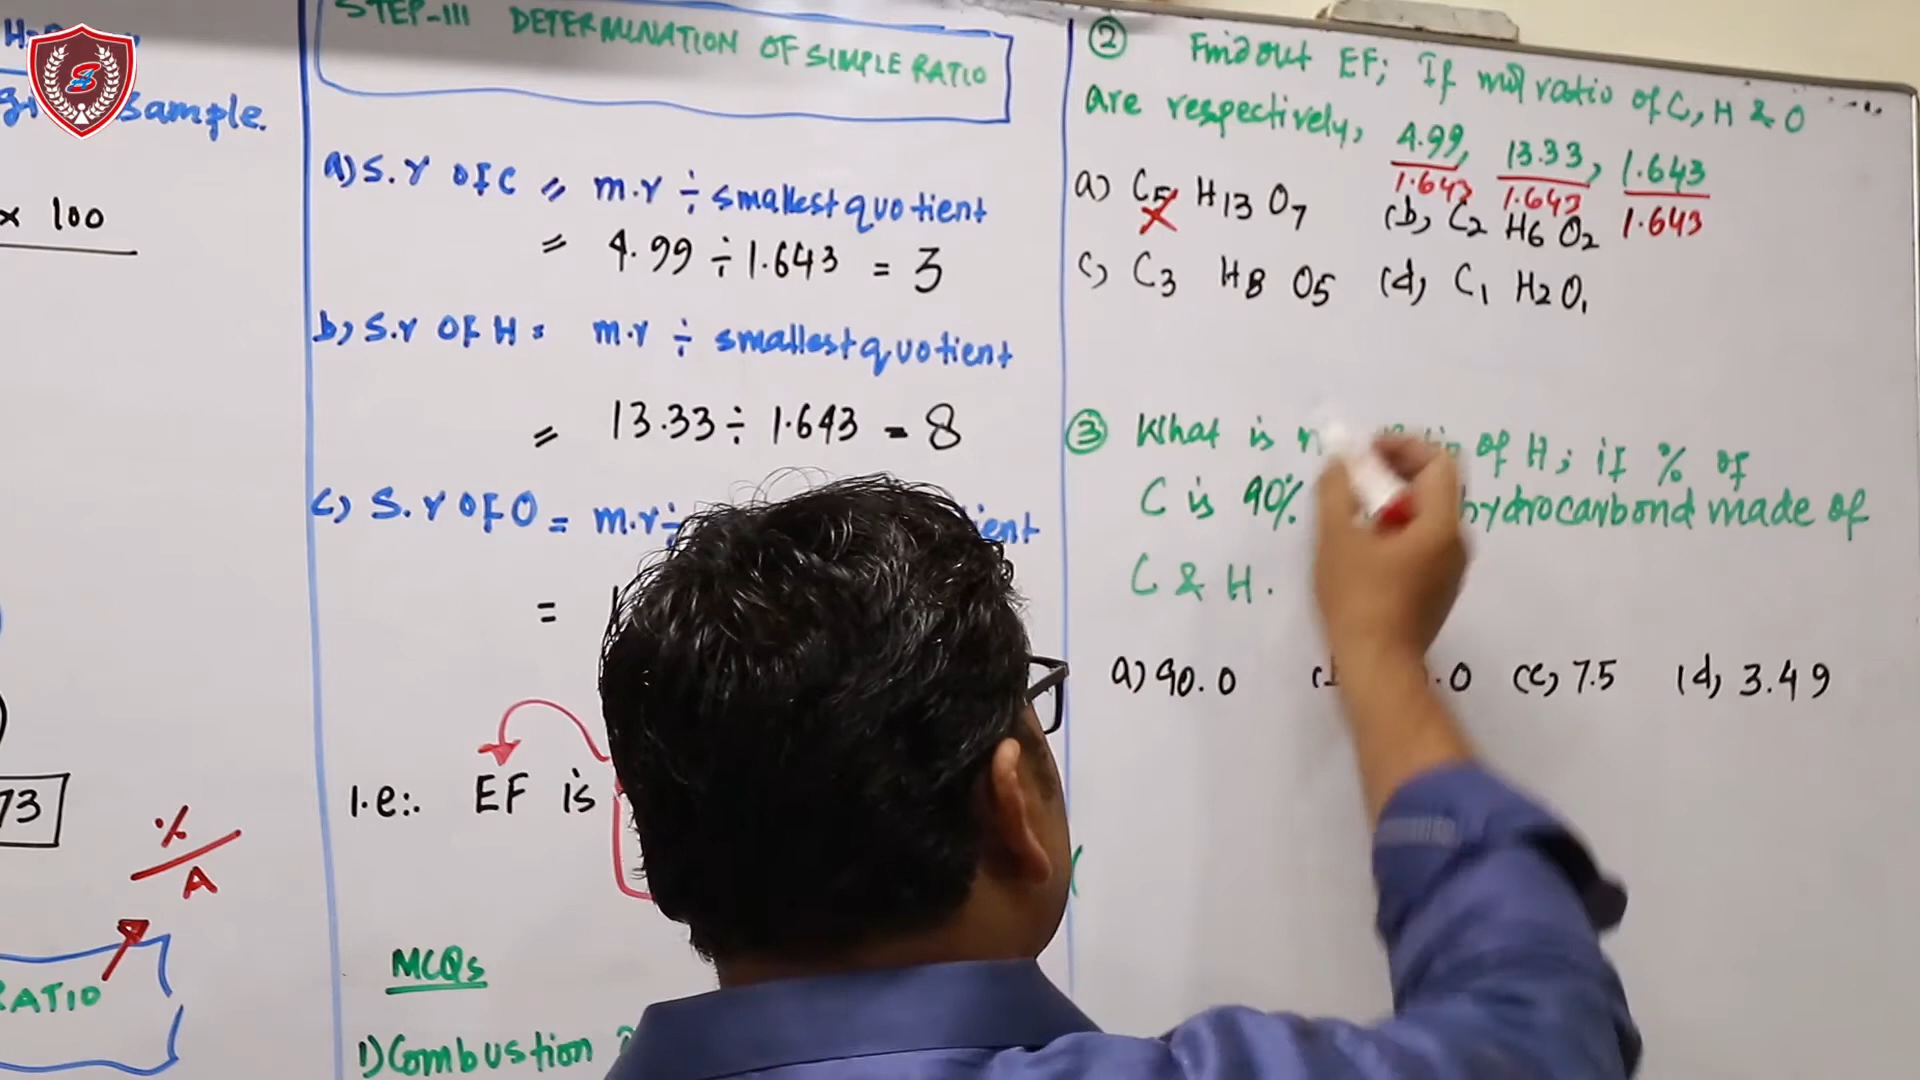 sample.
× 100
73
%
A
RATIO
STEP-III DETERMINATION OF SIMPLE RATIO
a) S.r of C = m.r ÷ smallest quotient
= 4.99 ÷ 1.643 = 3
b) S.r OF H = m.r ÷ smallest quotient
= 13.33 ÷ 1.643 = 8
c) S.r OF O = m.r ÷
=
i.e:. EF is
MCQs
1) Combustion
② Find out EF; If mol ratio of C, H & O
are respectively, 4.99, 13.33, 1.643
1.643 1.643 1.643
a) C5 H13 O7 (b) C2 H6 O2
c) C3 H8 O5 (d) C1 H2 O1
③ What is of H; if % of
C is 90% hydrocarbond made of
C & H.
a) 90.0 .0 (c) 7.5 (d) 3.49